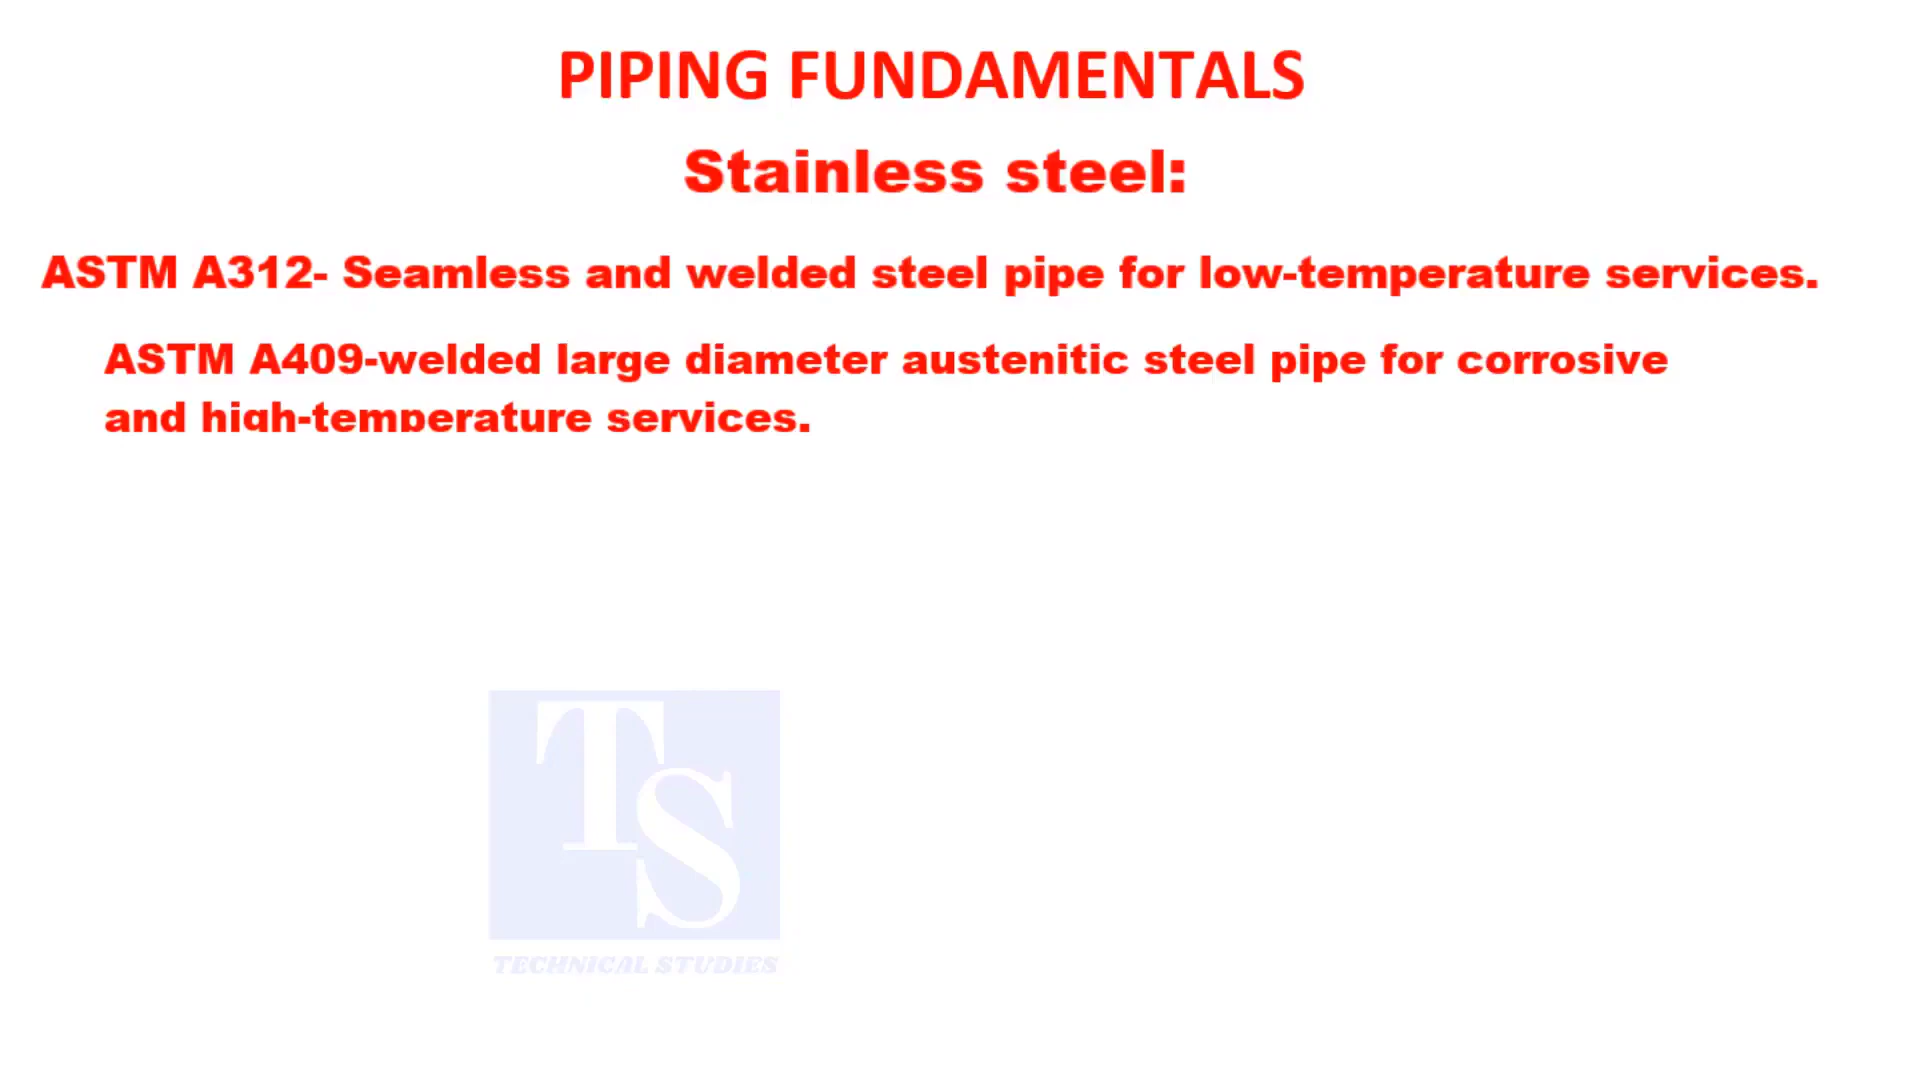 PIPING FUNDAMENTALS
Stainless steel:
ASTM A312- Seamless and welded steel pipe for low-temperature services.
ASTM A409-welded large diameter austenitic steel pipe for corrosive
and high-temperature services.
TS
TECHNICAL STUDIES